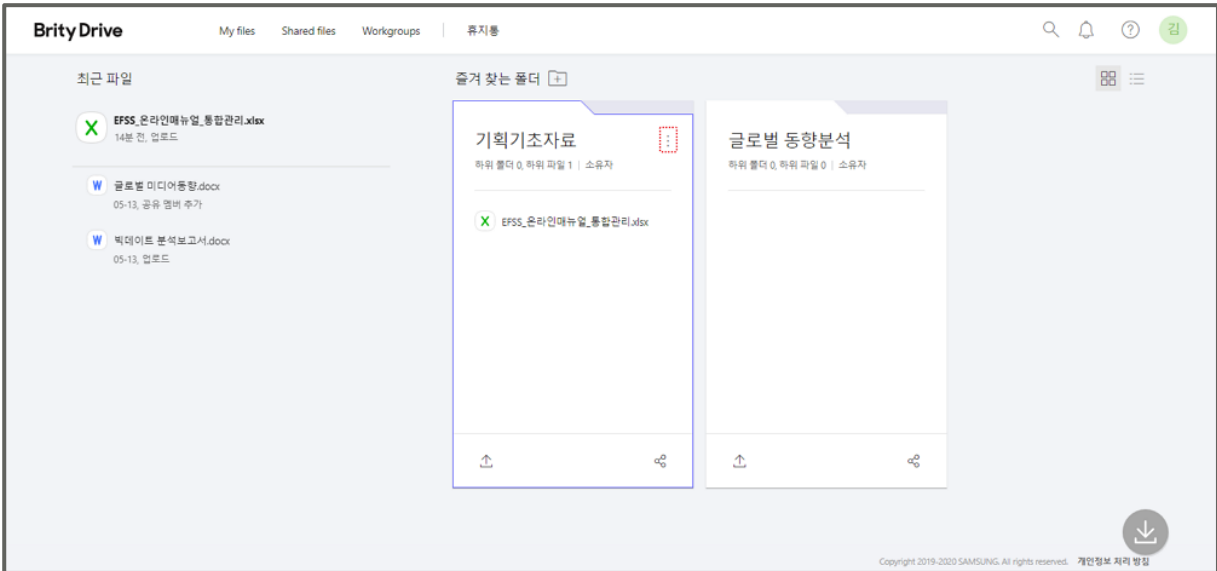 Brity Drive
My files
Shared files
Workgroups
휴지통
김
최근 파일
EFSS_온라인매뉴얼_통합관리.xlsx
14분 전, 업로드
글로벌 미디어동향.docx
05-13, 공유 멤버 추가
빅데이트 분석보고서.docx
05-13, 업로드
즐겨 찾는 폴더
기획기초자료
하위 폴더 0, 하위 파일 1 | 소유자
EFSS_온라인매뉴얼_통합관리.xlsx
글로벌 동향분석
하위 폴더 0, 하위 파일 0 | 소유자
Copyright 2019-2020 SAMSUNG. All rights reserved. 개인정보 처리 방침